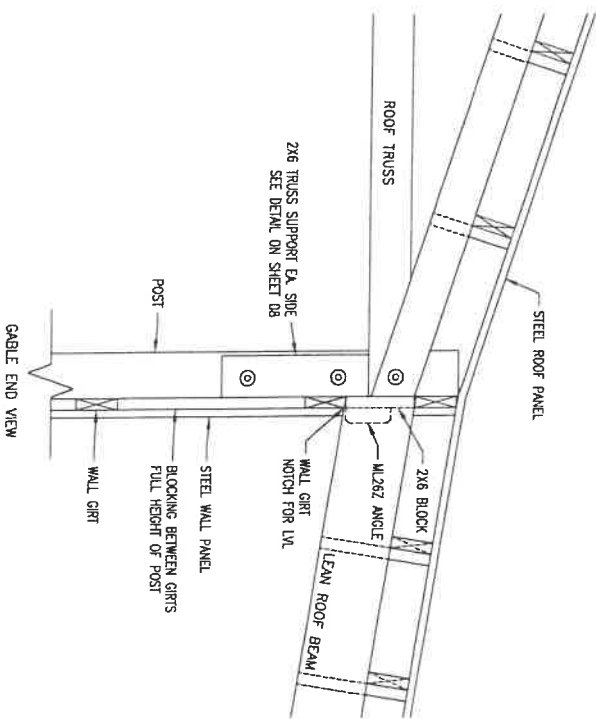 STEEL ROOF PANEL
ROOF TRUSS
2X6 TRUSS SUPPORT EA. SIDE
SEE DETAIL ON SHEET 08
POST
2X6 BLOCK
ML26Z ANGLE
WALL GIRT
NOTCH FOR LVL
LEAN ROOF BEAM
STEEL WALL PANEL
BLOCKING BETWEEN GIRTS
FULL HEIGHT OF POST
WALL GIRT
GABLE END VIEW